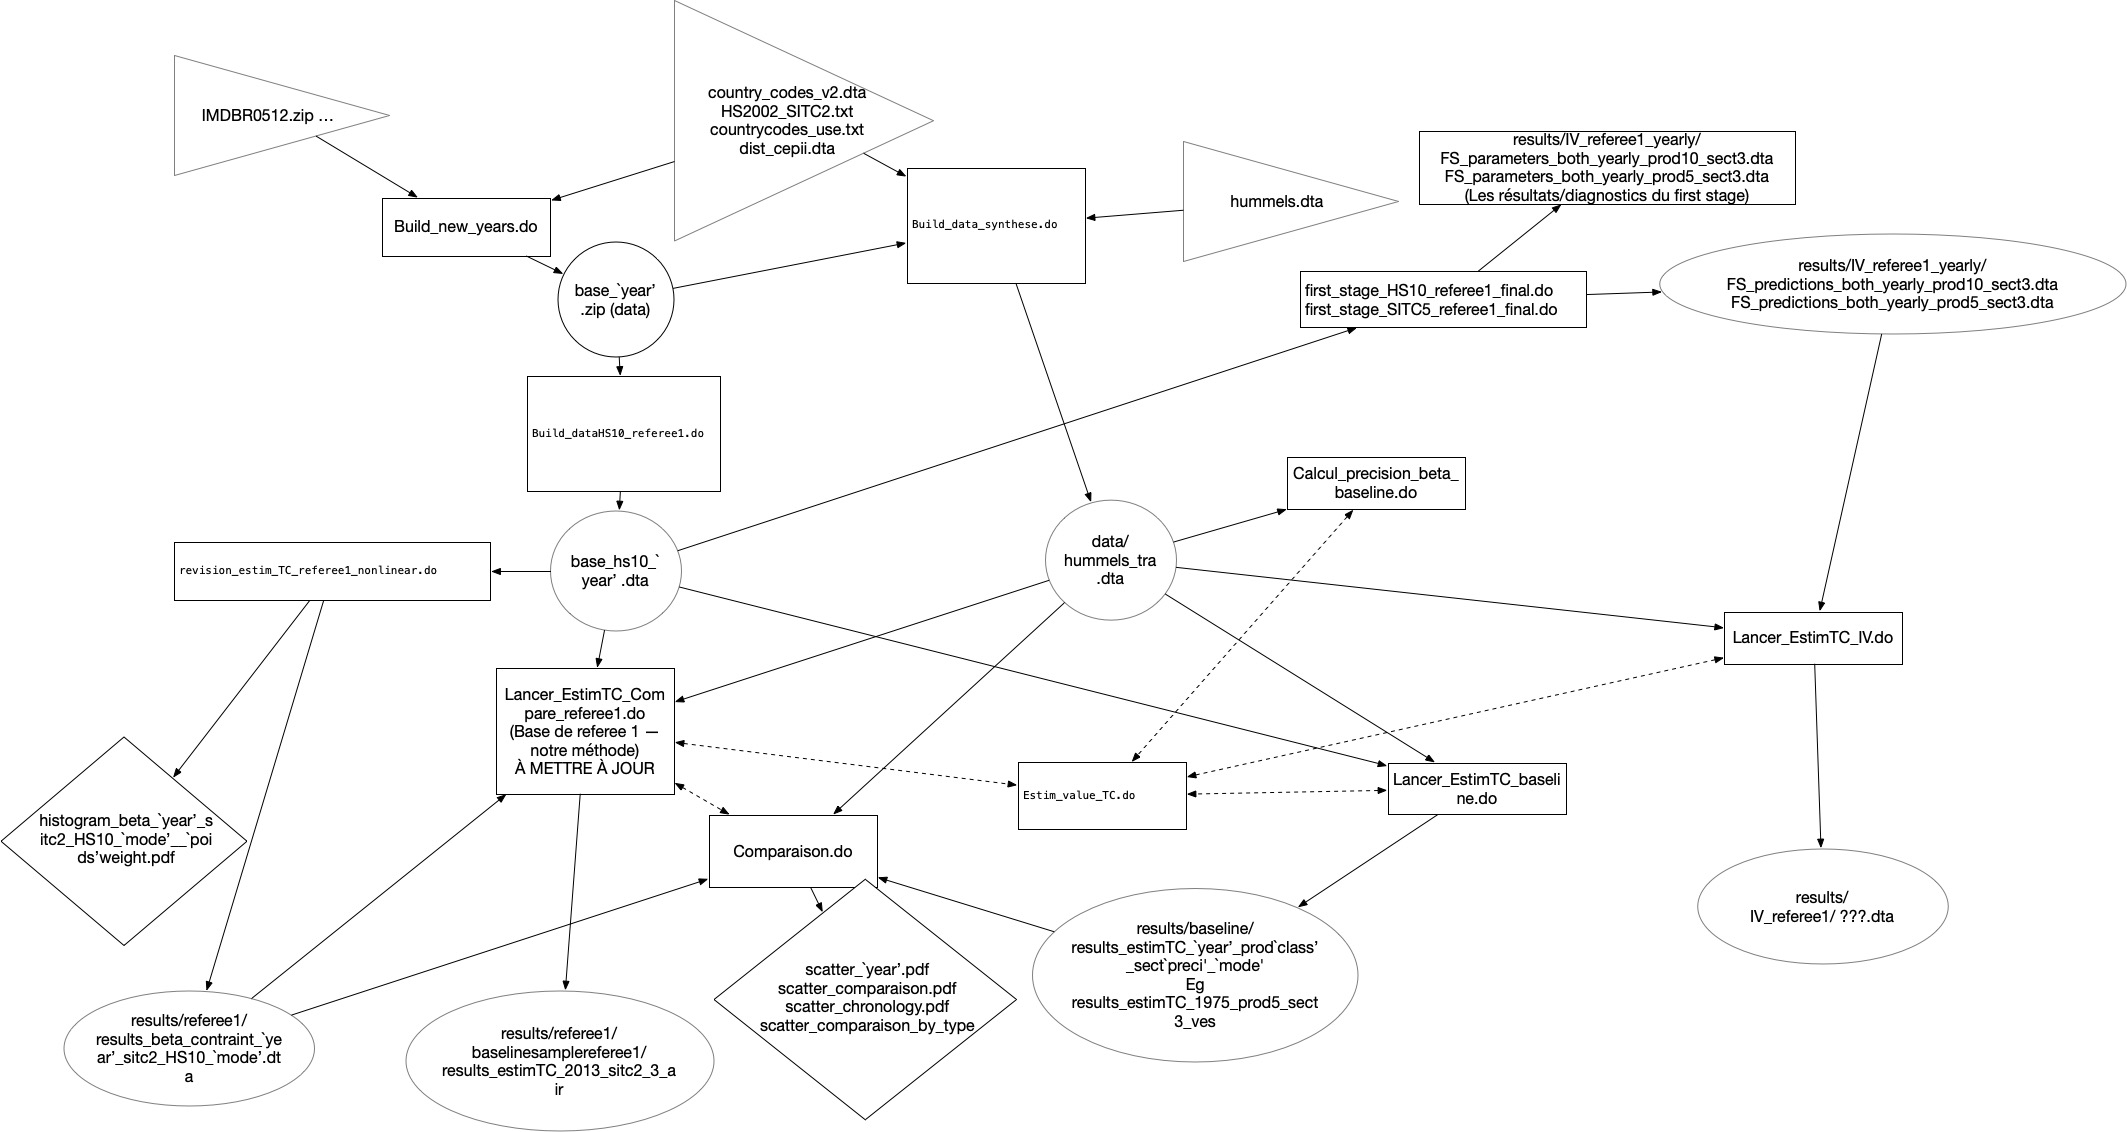 IMDBR0512.zip …
country_codes_v2.dta
HS2002_SITC2.txt
countrycodes_use.txt
dist_cepii.dta
results/IV_referee1_yearly/
FS_parameters_both_yearly_prod10_sect3.dta
FS_parameters_both_yearly_prod5_sect3.dta
(Les résultats/diagnostics du first stage)
hummels.dta
Build_new_years.do
Build_data_synthese.do
base_`year’
.zip (data)
first_stage_HS10_referee1_final.do
first_stage_SITC5_referee1_final.do
results/IV_referee1_yearly/
FS_predictions_both_yearly_prod10_sect3.dta
FS_predictions_both_yearly_prod5_sect3.dta
Build_dataHS10_referee1.do
Calcul_precision_beta_
baseline.do
revision_estim_TC_referee1_nonlinear.do
base_hs10_`
year’ .dta
data/
hummels_tra
.dta
Lancer_EstimTC_IV.do
Lancer_EstimTC_Com
pare_referee1.do
(Base de referee 1 —
notre méthode)
À METTRE À JOUR
Estim_value_TC.do
Lancer_EstimTC_baseli
ne.do
histogram_beta_`year’_s
itc2_HS10_`mode’__`poi
ds’weight.pdf
Comparaison.do
results/
IV_referee1/ ???.dta
results/baseline/
results_estimTC_`year’_prod`class’
_sect`preci'_`mode'
Eg
results_estimTC_1975_prod5_sect
3_ves
scatter_`year’.pdf
scatter_comparison.pdf
scatter_chronology.pdf
scatter_comparaison_by_type
results/referee1/
results_beta_contraint_`ye
ar’_sitc2_HS10_`mode’.dt
a
results/referee1/
baselinesamplereferee1/
results_estimTC_2013_sitc2_3_a
ir